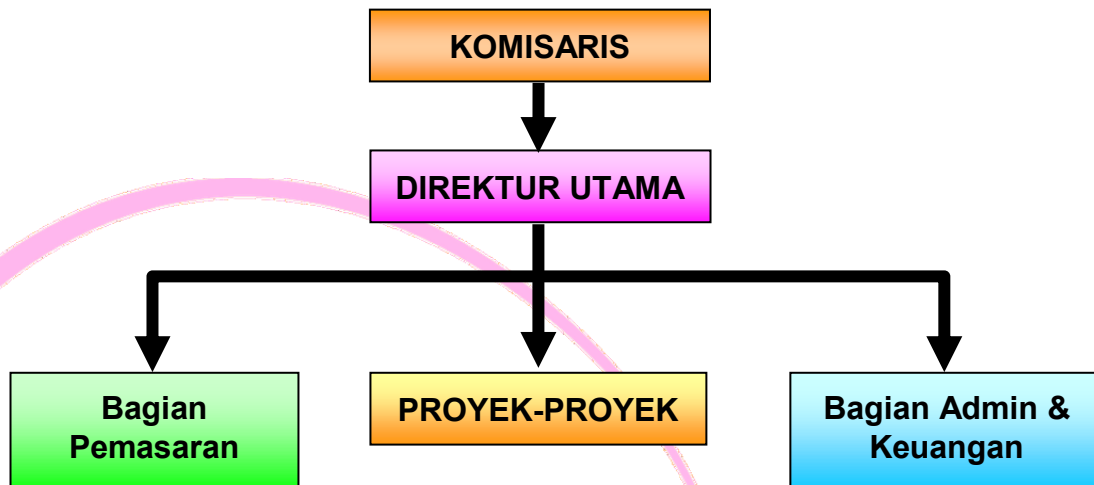 KOMISARIS
DIREKTUR UTAMA
Bagian
Pemasaran
PROYEK-PROYEK
Bagian Admin &
Keuangan